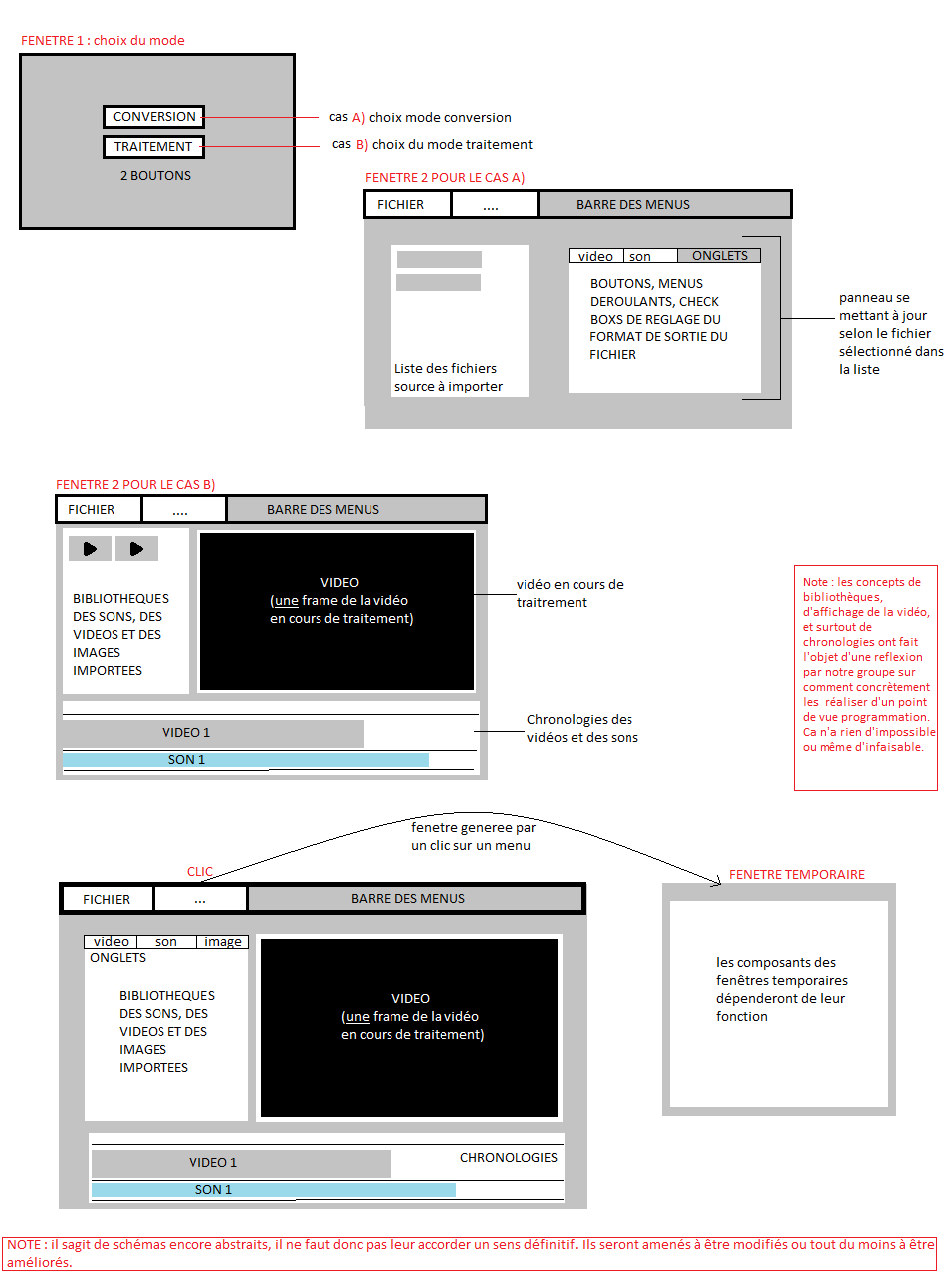 FENETRE 1 : choix du mode
CONVERSION
TRAITEMENT
2 BOUTONS
cas A) choix mode conversion
cas B) choix du mode traitement
FENETRE 2 POUR LE CAS A)
FICHIER
....
BARRE DES MENUS
video
son
ONGLETS
BOUTONS, MENUS
DEROULANTS, CHECK
BOXS DE REGLAGE DU
FORMAT DE SORTIE DU
FICHIER
Liste des fichiers
source à importer
panneau se
mettant à jour
selon le fichier
sélectionné dans
la liste
FENETRE 2 POUR LE CAS B)
FICHIER
....
BARRE DES MENUS
BIBLIOTHEQUES
DES SONS, DES
VIDEOS ET DES
IMAGES
IMPORTEES
VIDEO
(une frame de la vidéo
en cours de traitement)
vidéo en cours de
traitrement
VIDEO 1
SON 1
Chronologies des
vidéos et des sons
Note : les concepts de
bibliothèques,
d'affichage de la vidéo,
et surtout de
chronologies ont fait
l'objet d'une reflexion
par notre groupe sur
comment concrètement
les réaliser d'un point
de vue programmation.
Ca n'a rien d'impossible
ou même d'infaisable.
fenetre generee par
un clic sur un menu
CLIC
FICHIER
...
BARRE DES MENUS
video
son
image
ONGLETS
BIBLIOTHEQUES
DES SONS, DES
VIDEOS ET DES
IMAGES
IMPORTEES
VIDEO
(une frame de la video
en cours de traitement)
VIDEO 1
CHRONOLOGIES
SON 1
FENETRE TEMPORAIRE
les composants des
fenêtres temporaires
dépenderont de leur
fonction
NOTE : il sagit de schémas encore abstraits, il ne faut donc pas leur accorder un sens définitif. Ils seront amenés à être modifiés ou tout du moins à être
améliorés.